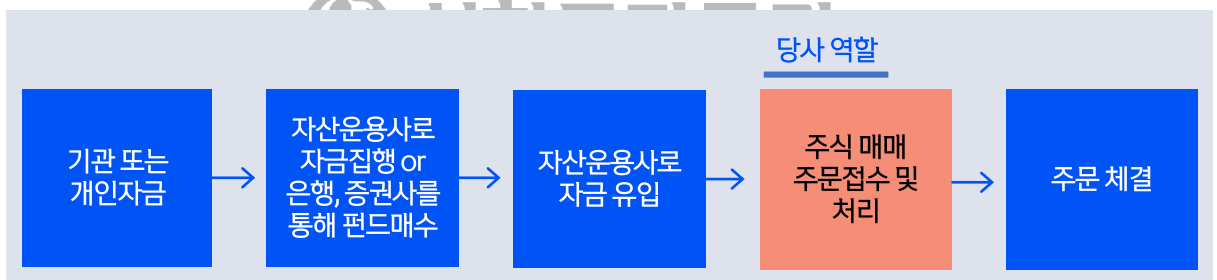 당사 역할
기관 또는
개인자금
자산운용사로
자금집행 or
은행, 증권사를
통해 펀드매수
자산운용사로
자금 유입
주식 매매
주문접수 및
처리
주문 체결